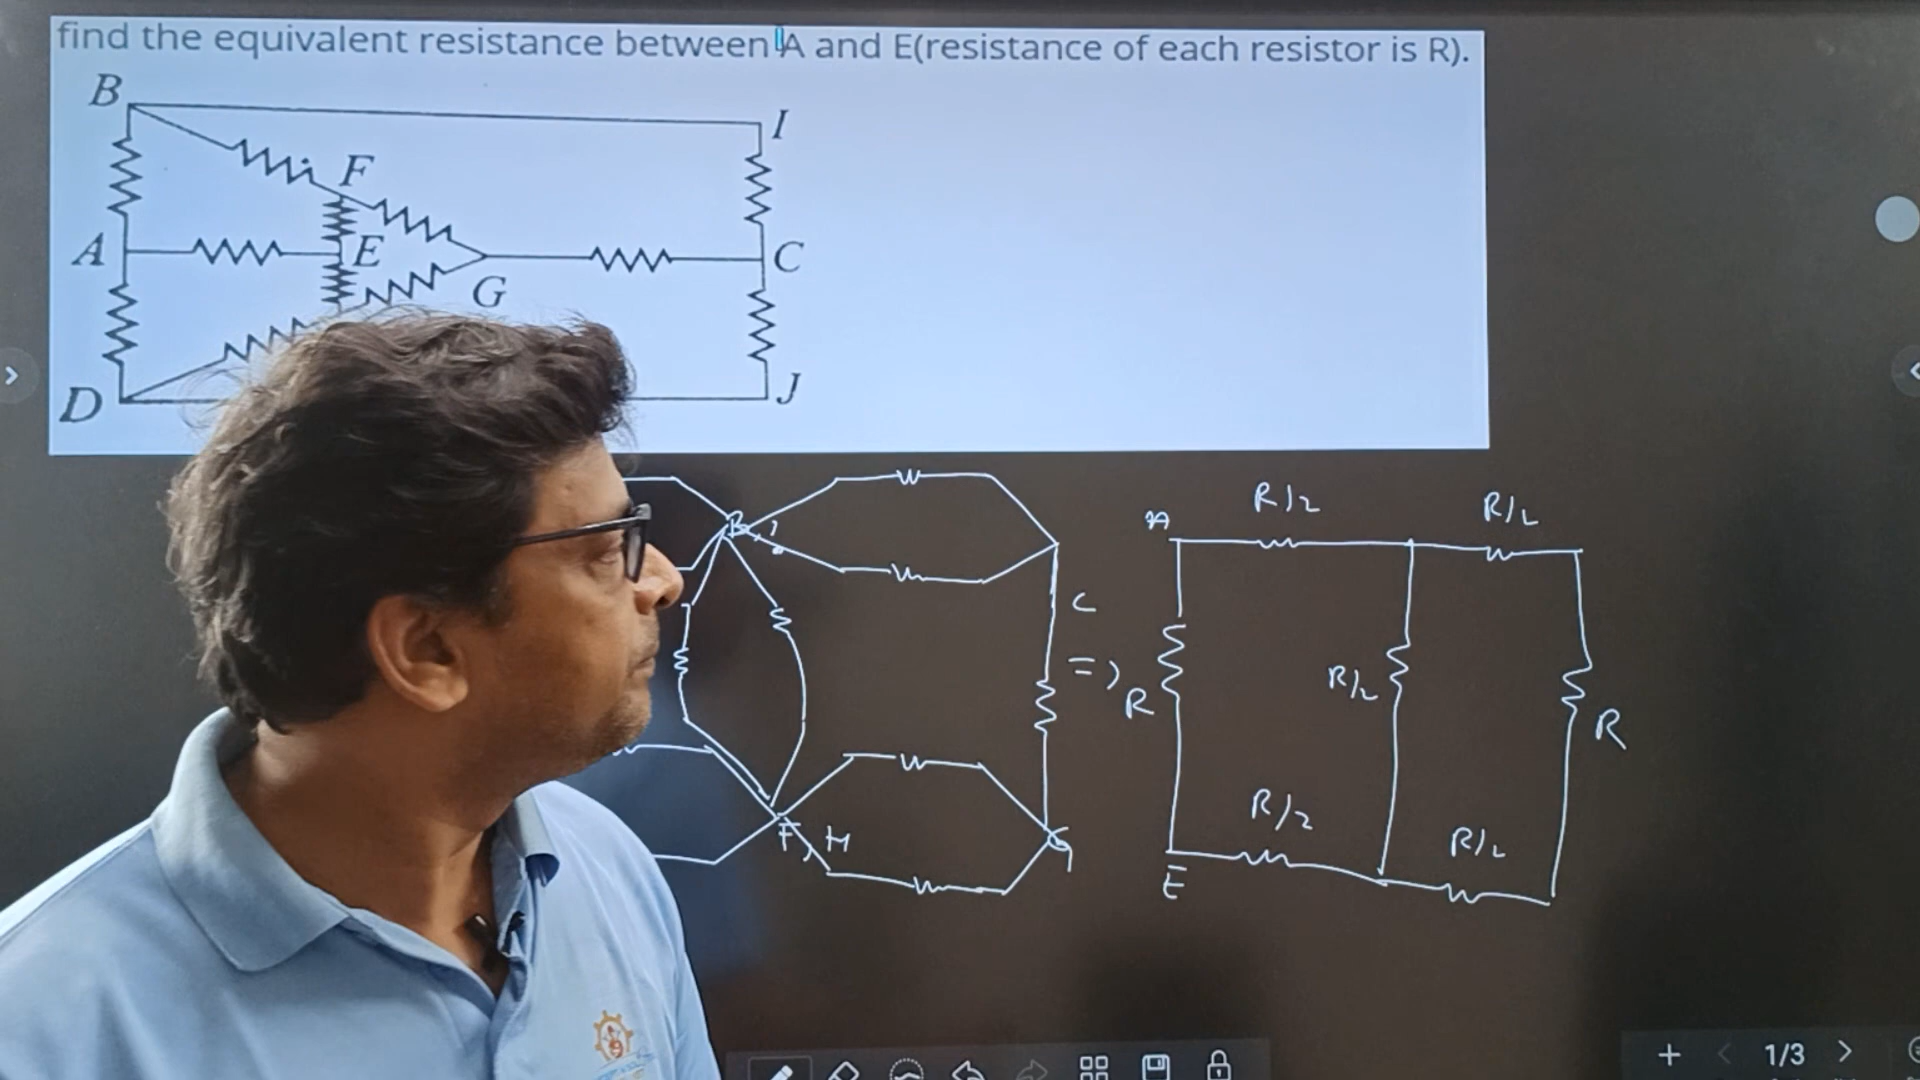 find the equivalent resistance between A and E(resistance of each resistor is R).
B
I
F
A
E
C
G
D
J
R/2
R/2
A
B, I
C
=>
R
R/2
R
R/2
R/2
F, H
G
E
1/3